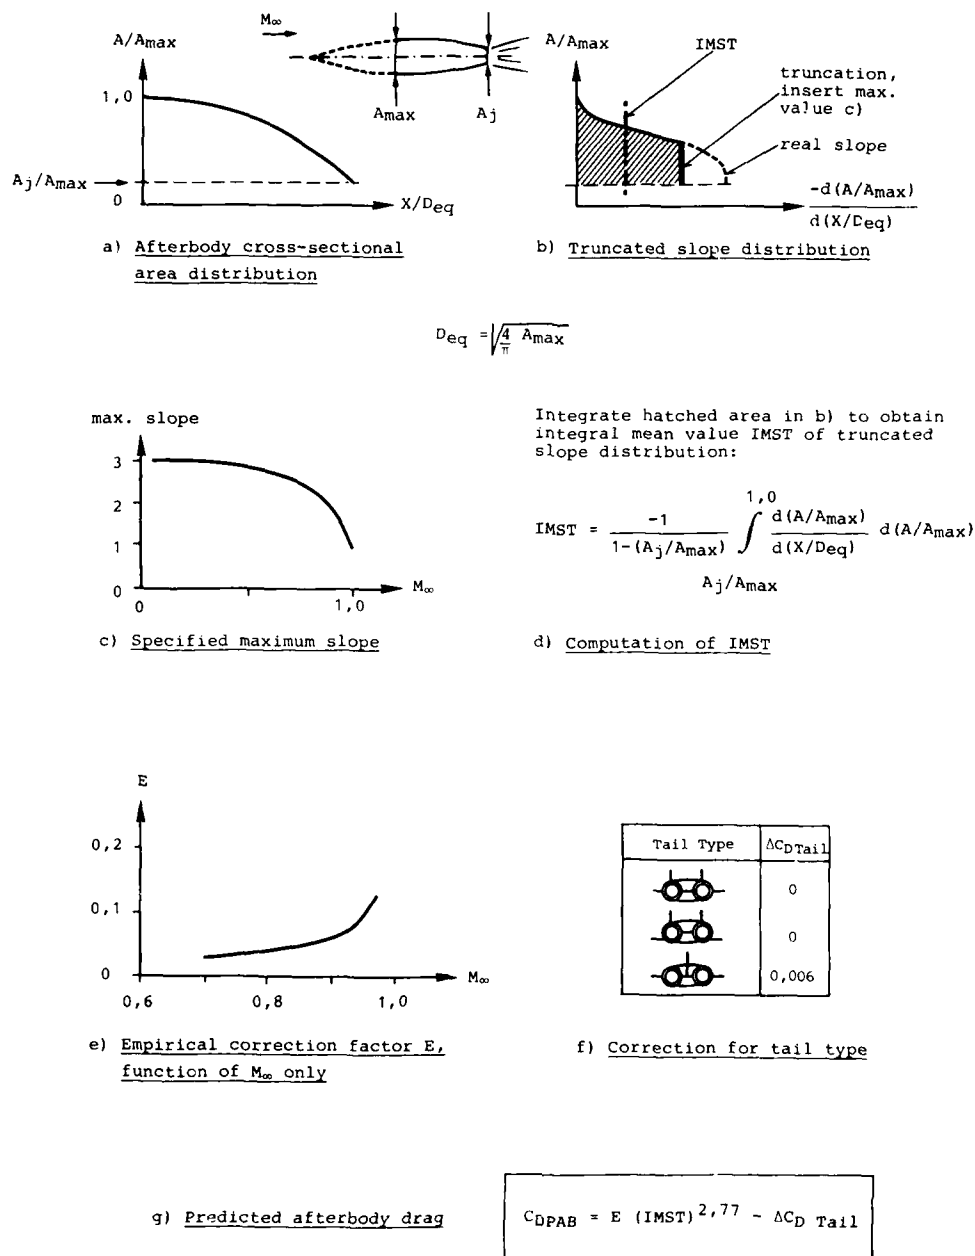 M∞
A/Amax
1,0
Aj/Amax
0
X/Deq
Amax
Aj
a) Afterbody cross-sectional
area distribution
A/Amax
IMST
truncation,
insert max.
value c)
real slope
-d(A/Amax)
d(X/Deq)
b) Truncated slope distribution
Deq = √(4/π Amax)
max. slope
3
2
1
0
0
1,0
M∞
c) Specified maximum slope
Integrate hatched area in b) to obtain
integral mean value IMST of truncated
slope distribution:
IMST = -1/(1-(Aj/Amax)) ∫ d(A/Amax)/d(X/Deq) d(A/Amax)
1,0
Aj/Amax
d) Computation of IMST
E
0,2
0,1
0
0,6
0,8
1,0
M∞
e) Empirical correction factor E,
function of M∞ only
Tail Type ΔCDTail
0
0
0,006
f) Correction for tail type
g) Predicted afterbody drag
CDPAB = E (IMST)^2,77 - ΔCD Tail